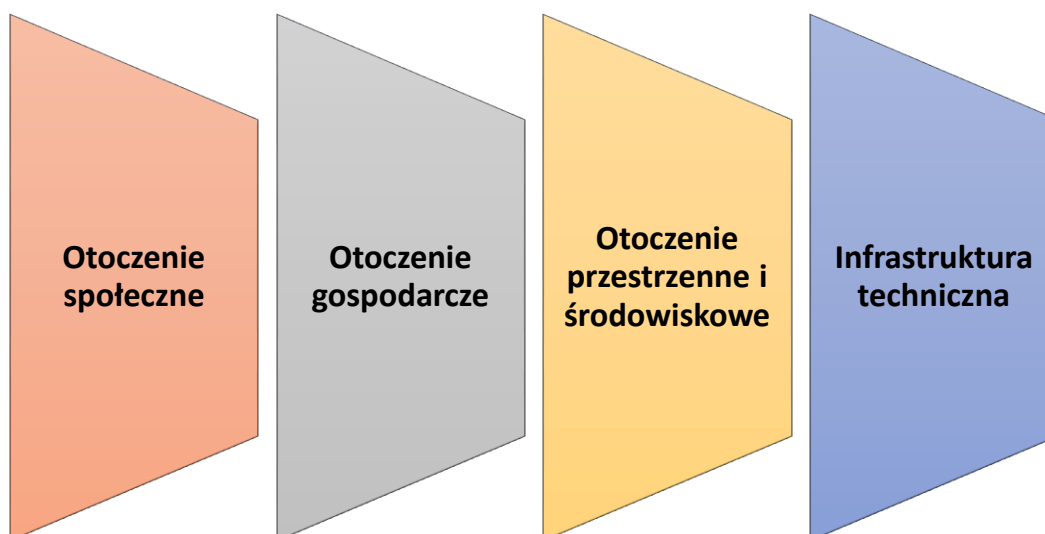 Otoczenie
społeczne
Otoczenie
gospodarcze
Otoczenie
przestrzenne i
środowiskowe
Infrastruktura
techniczna